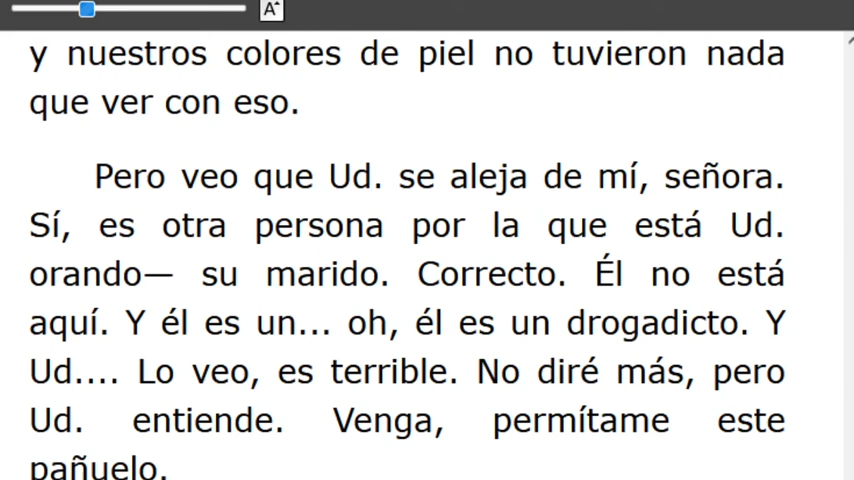 A
y nuestros colores de piel no tuvieron nada
que ver con eso.
Pero veo que Ud. se aleja de mí, señora.
Sí, es otra persona por la que está Ud.
orando— su marido. Correcto. Él no está
aquí. Y él es un... oh, él es un drogadicto. Y
Ud.... Lo veo, es terrible. No diré más, pero
Ud. entiende. Venga, permítame este
pañuelo.